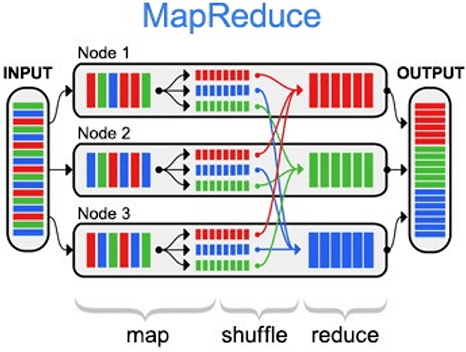 MapReduce
Node 1
INPUT
OUTPUT
Node 2
Node 3
map
shuffle
reduce